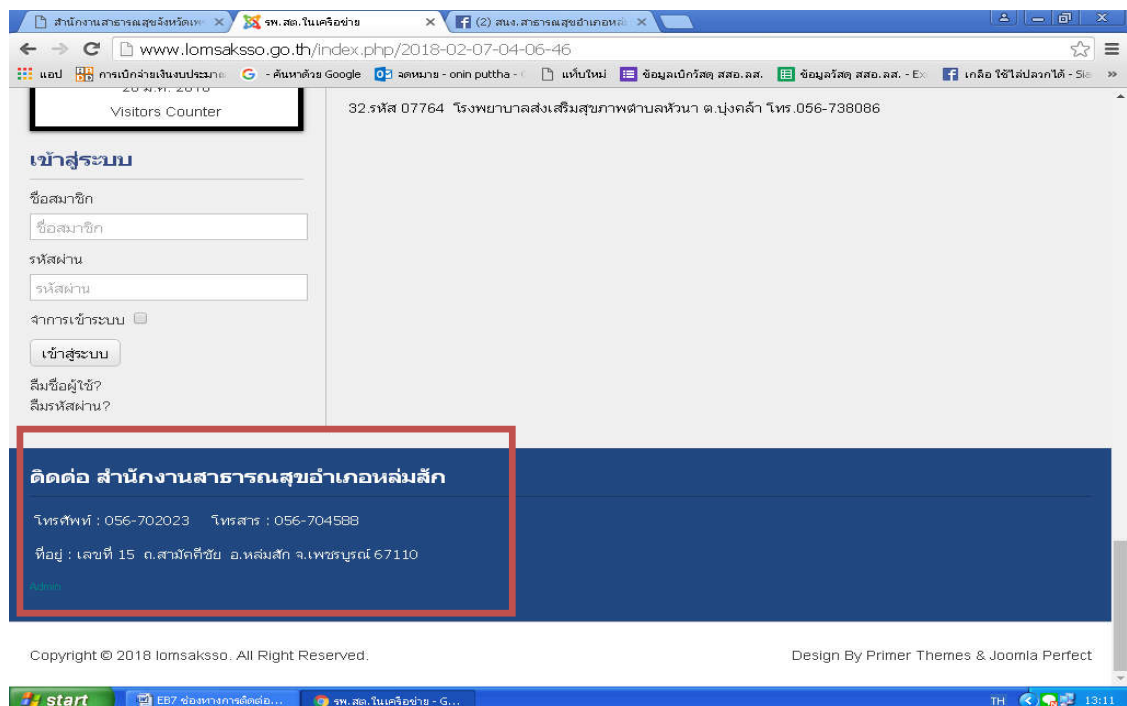 สำนักงานสาธารณสุขจังหวัดเพ
รพ.สต.ในเครือข่าย
(2) สนง.สาธารณสุขอำเภอหล่
www.lomsaksso.go.th/index.php/2018-02-07-04-06-46
แอป การเบิกจ่ายเงินงบประมาณ - ค้นหาด้วย Google จดหมาย - onin puttha - แท็บใหม่ ข้อมูลเบิกวัสดุ สสอ.ลส. ข้อมูลวัสดุ สสอ.ลส. - Ex เกลือ ใช้ไล่ปลวกได้ - Sia »
20 ม.ค. 2018
Visitors Counter
32.รหัส 07764 โรงพยาบาลส่งเสริมสุขภาพตำบลหัวนา ต.บุ่งคล้า โทร.056-738086
เข้าสู่ระบบ
ชื่อสมาชิก
ชื่อสมาชิก
รหัสผ่าน
รหัสผ่าน
จำการเข้าระบบ
เข้าสู่ระบบ
ลืมชื่อผู้ใช้?
ลืมรหัสผ่าน?
ติดต่อ สำนักงานสาธารณสุขอำเภอหล่มสัก
โทรศัพท์ : 056-702023 โทรสาร : 056-704588
ที่อยู่ : เลขที่ 15 ถ.สามัคคีชัย อ.หล่มสัก จ.เพชรบูรณ์ 67110
Admin
Copyright © 2018 lomsaksso. All Right Reserved.
Design By Primer Themes & Joomla Perfect
start
EB7 ช่องทางการติดต่อ...
รพ.สต.ในเครือข่าย - G...
TH
13:11